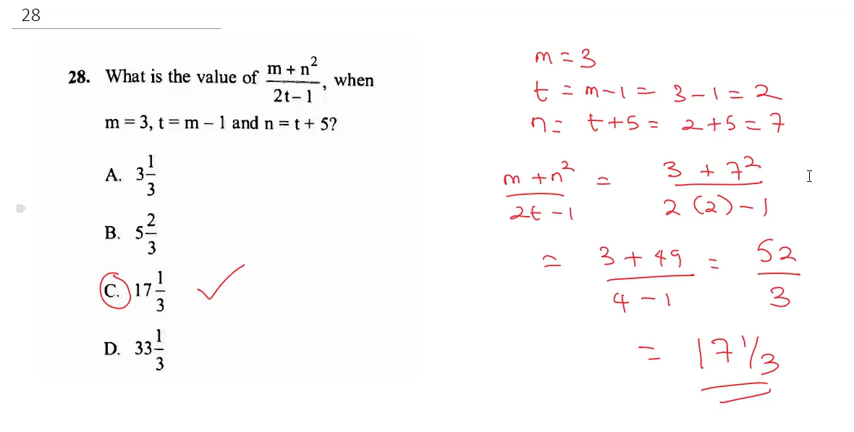 28
28. What is the value of (m + n²)/(2t – 1), when
m = 3, t = m – 1 and n = t + 5?
A. 3 1/3
B. 5 2/3
C. 17 1/3 ✓
D. 33 1/3
m = 3
t = m – 1 = 3 – 1 = 2
n = t + 5 = 2 + 5 = 7
(m + n²)/(2t – 1) = (3 + 7²)/(2 (2) – 1)
= (3 + 49)/(4 – 1) = 52/3
= 17 1/3